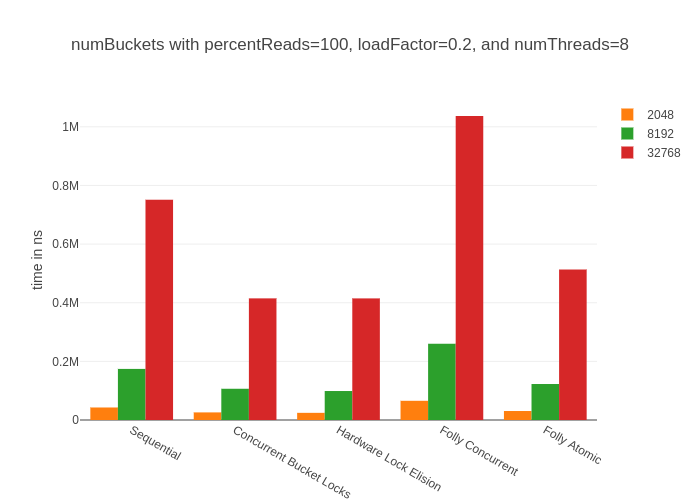 numBuckets with percentReads=100, loadFactor=0.2, and numThreads=8
2048
8192
32768
time in ns
1M
0.8M
0.6M
0.4M
0.2M
0
Sequential
Concurrent Bucket Locks
Hardware Lock Elision
Folly Concurrent
Folly Atomic